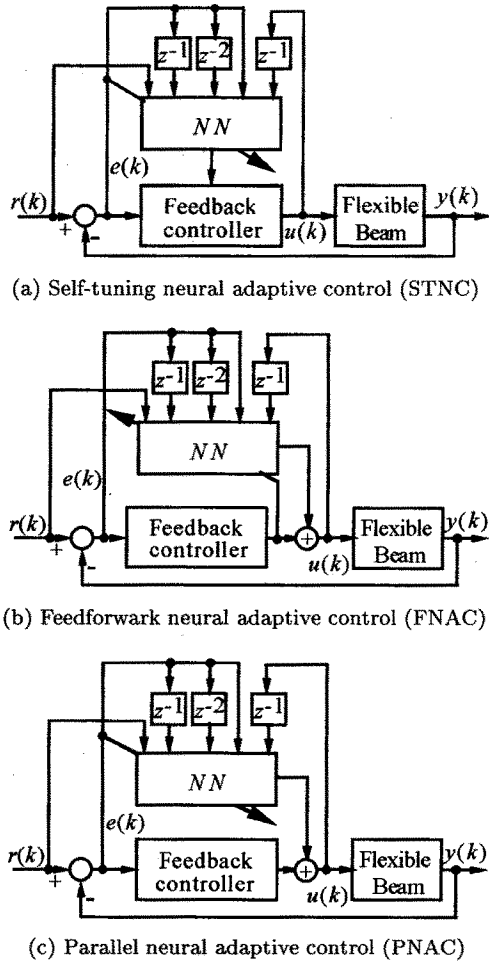 z-1 z-2 z-1
NN
e(k)
r(k) + - Feedback controller u(k) Flexible Beam y(k)
(a) Self-tuning neural adaptive control (STNC)
z-1 z-2 z-1
NN
e(k)
r(k) + - Feedback controller + u(k) Flexible Beam y(k)
(b) Feedforwark neural adaptive control (FNAC)
z-1 z-2 z-1
NN
e(k)
r(k) + - Feedback controller + u(k) Flexible Beam y(k)
(c) Parallel neural adaptive control (PNAC)